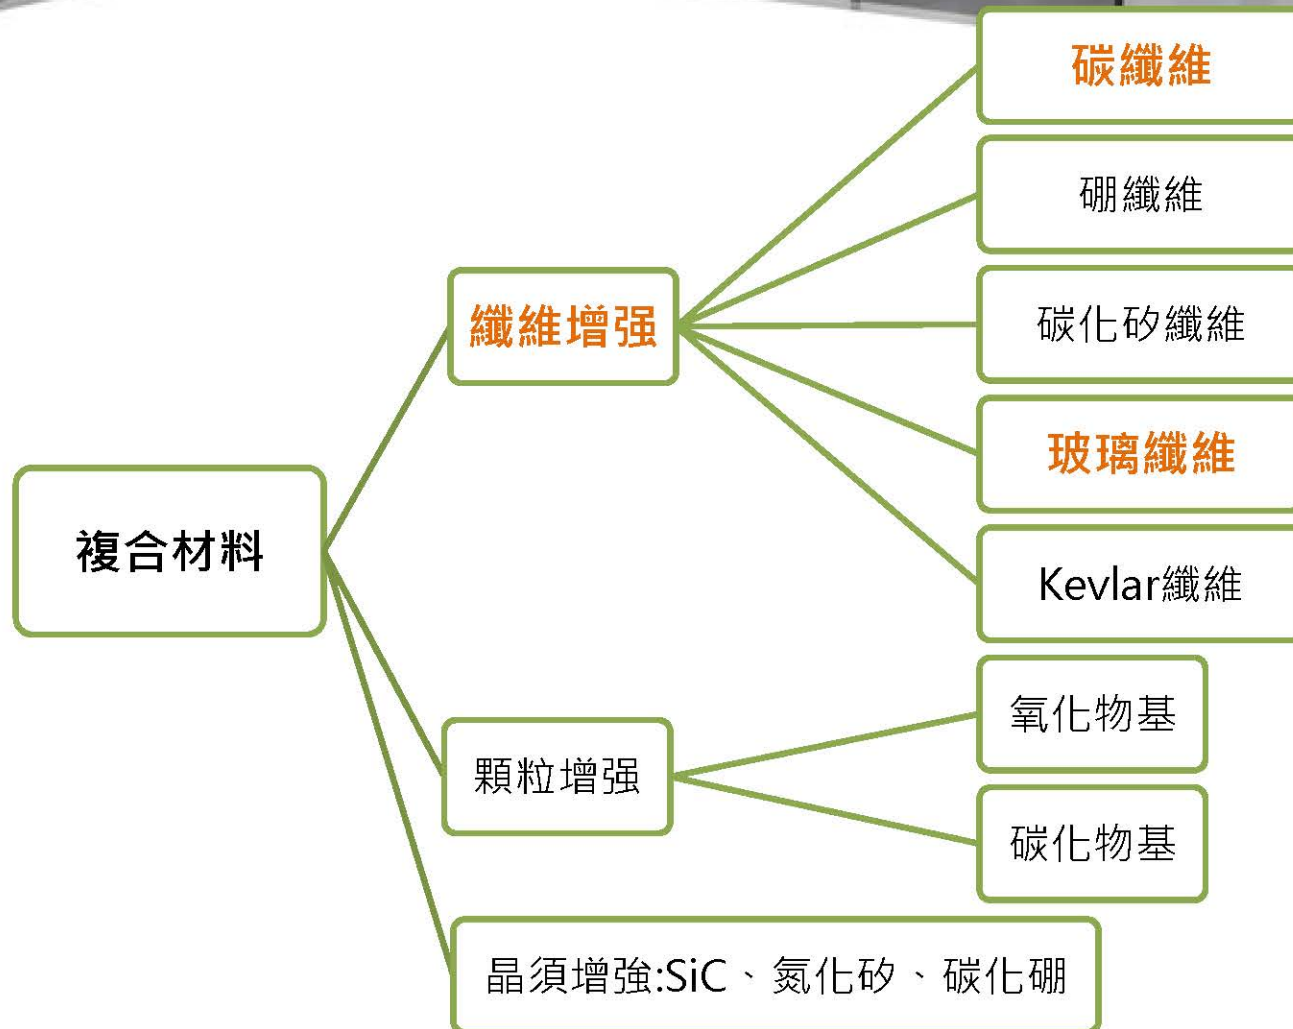 複合材料
纖維增强
碳纖維
硼纖維
碳化矽纖維
玻璃纖維
Kevlar纖維
顆粒增强
氧化物基
碳化物基
晶須增強:SiC、氮化矽、碳化硼